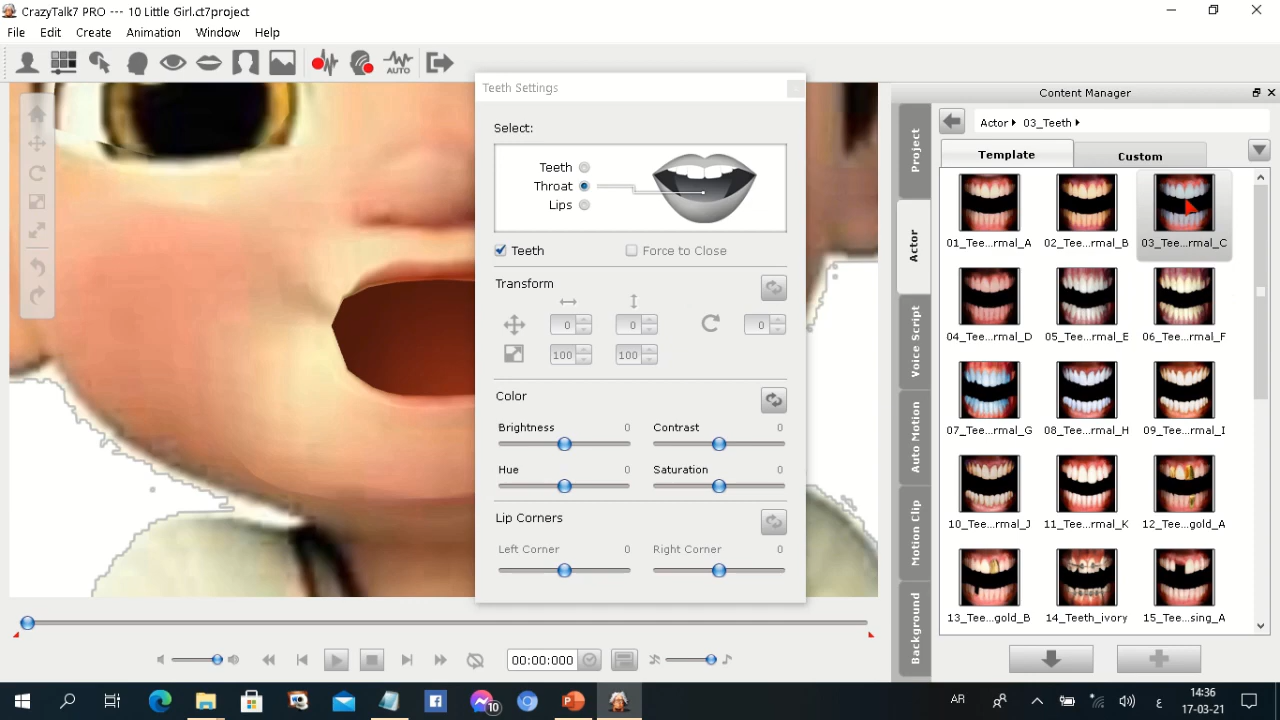 CrazyTalk7 PRO --- 10 Little Girl.ct7project
File Edit Create Animation Window Help
AUTO
Teeth Settings
Select:
Teeth
Throat
Lips
Teeth Force to Close
Transform
0 0 0
100 100
Color
Brightness 0 Contrast 0
Hue 0 Saturation 0
Lip Corners
Left Corner 0 Right Corner 0
00:00:000
Content Manager
Project
Actor
Voice Script
Auto Motion
Motion Clip
Background
Actor 03_Teeth
Template Custom
01_Tee...rmal_A 02_Tee...rmal_B 03_Tee...rmal_C
04_Tee...rmal_D 05_Tee...rmal_E 06_Tee...rmal_F
07_Tee...rmal_G 08_Tee...rmal_H 09_Tee...rmal_I
10_Tee...rmal_J 11_Tee...rmal_K 12_Tee...gold_A
13_Tee...gold_B 14_Teeth_ivory 15_Tee...sing_A
10
AR
ع
14:36
17-03-21